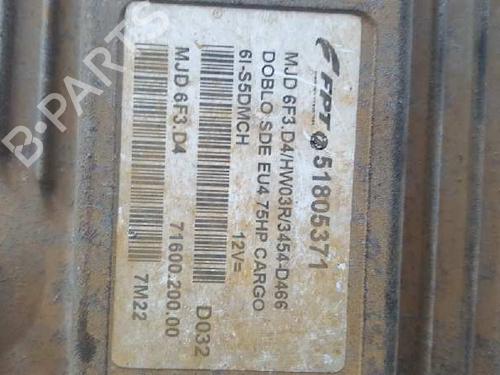 FPT 51805371
MJD 6F3.D4/HW03R/3454-D466
DOBLO SDE EU4 75HP CARGO
6I-S5DMCH 12V=
D032
MJD 6F3.D4 71600.200.00
7M22
B-PARTS